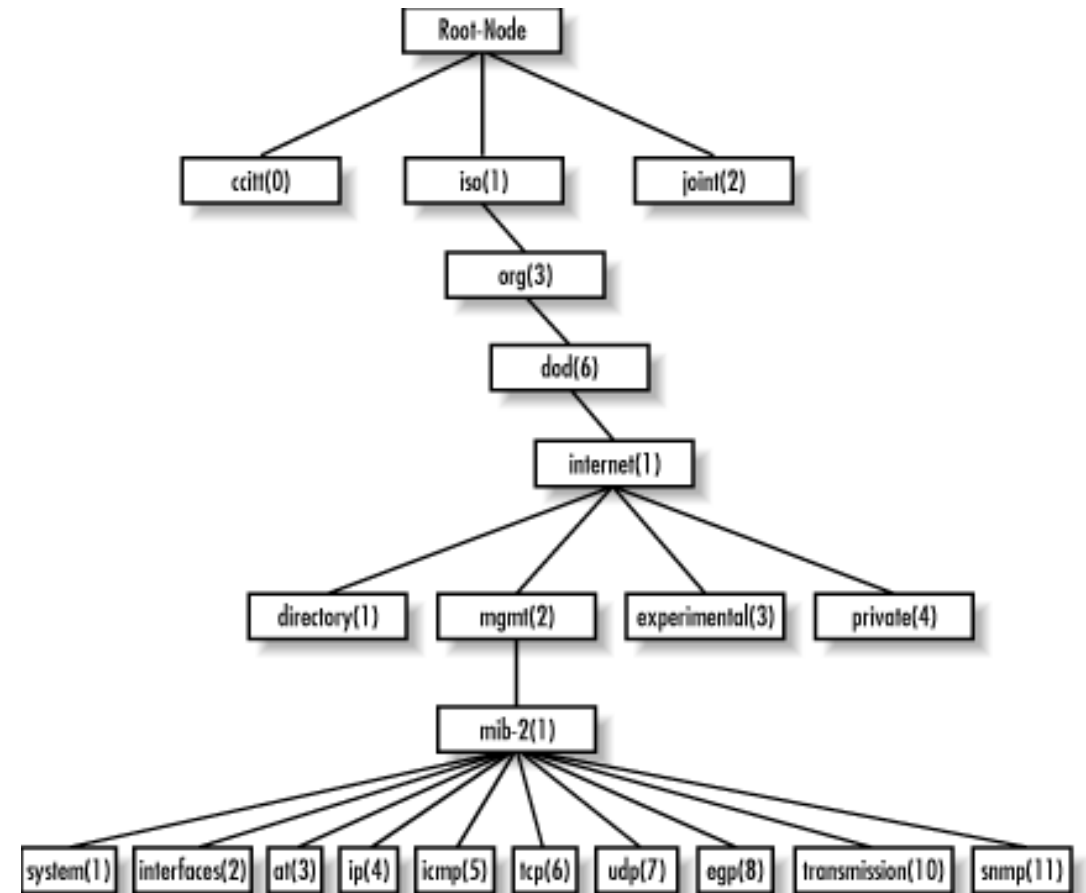 Root-Node
ccitt(0) iso(1) joint(2)
org(3)
dod(6)
internet(1)
directory(1) mgmt(2) experimental(3) private(4)
mib-2(1)
system(1) interfaces(2) at(3) ip(4) icmp(5) tcp(6) udp(7) egp(8) transmission(10) snmp(11)